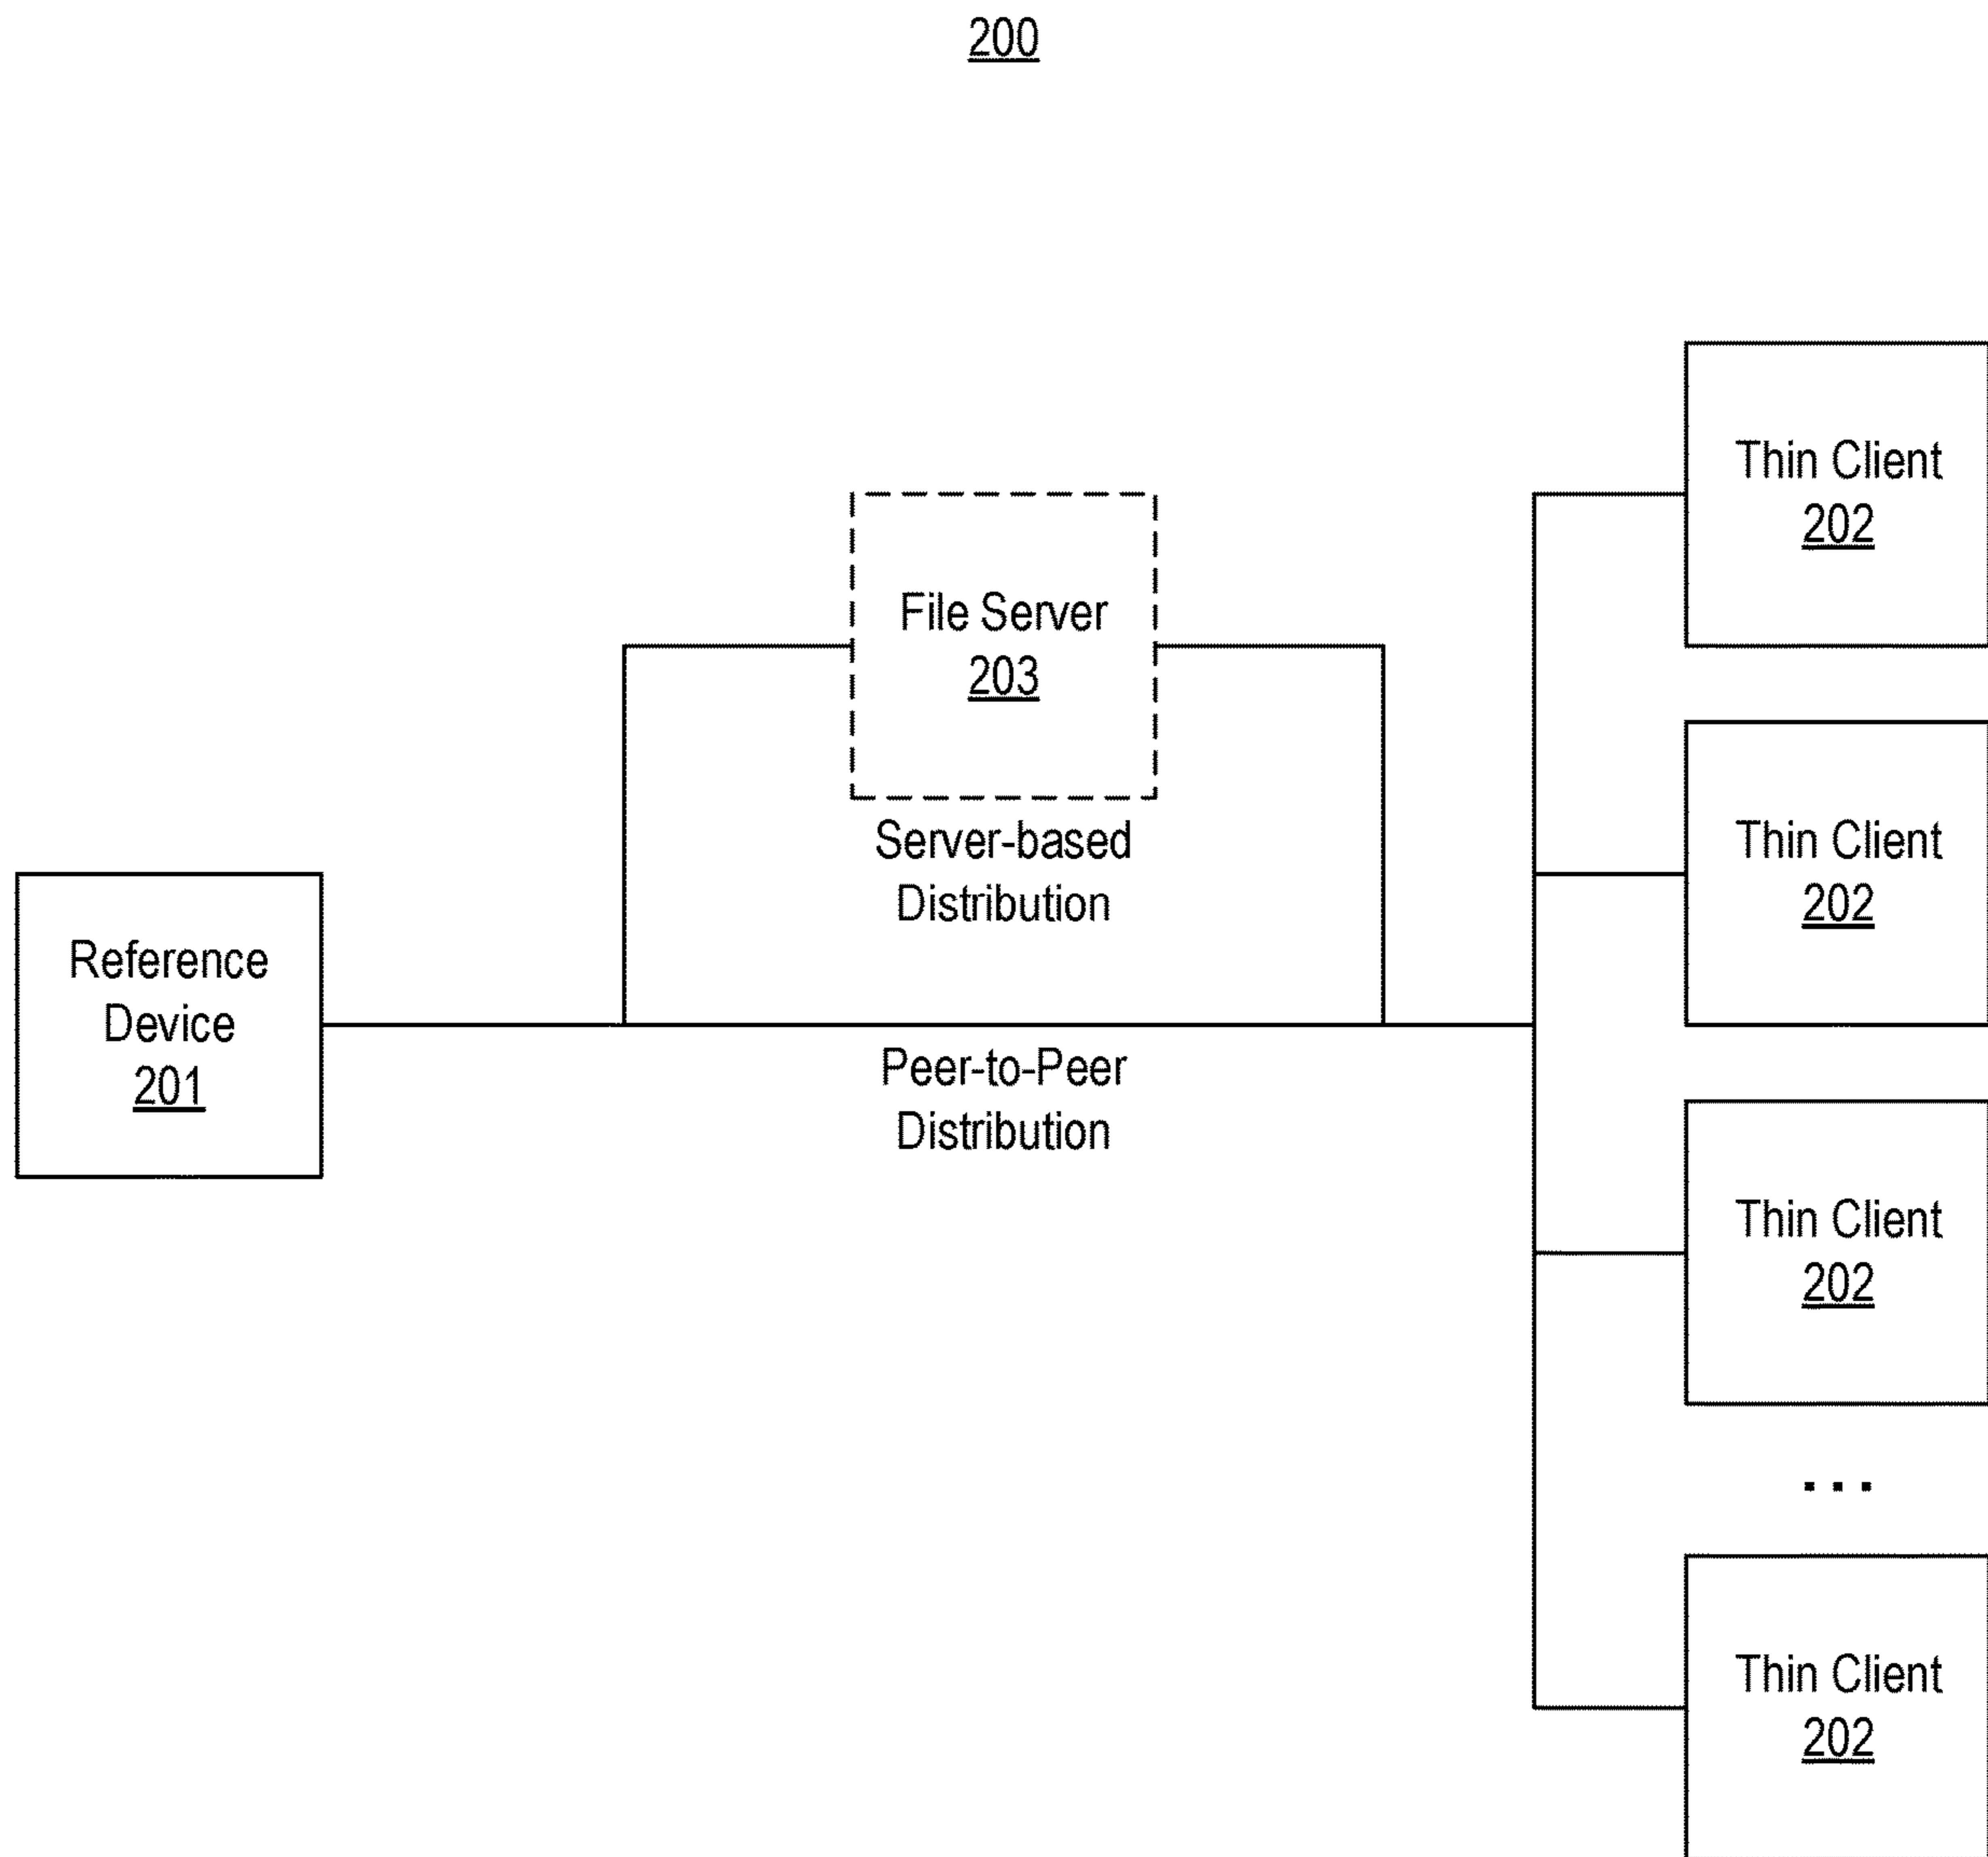 200
Thin Client
202
File Server
203
Server-based
Distribution
Thin Client
202
Reference
Device
201
Peer-to-Peer
Distribution
Thin Client
202
...
Thin Client
202